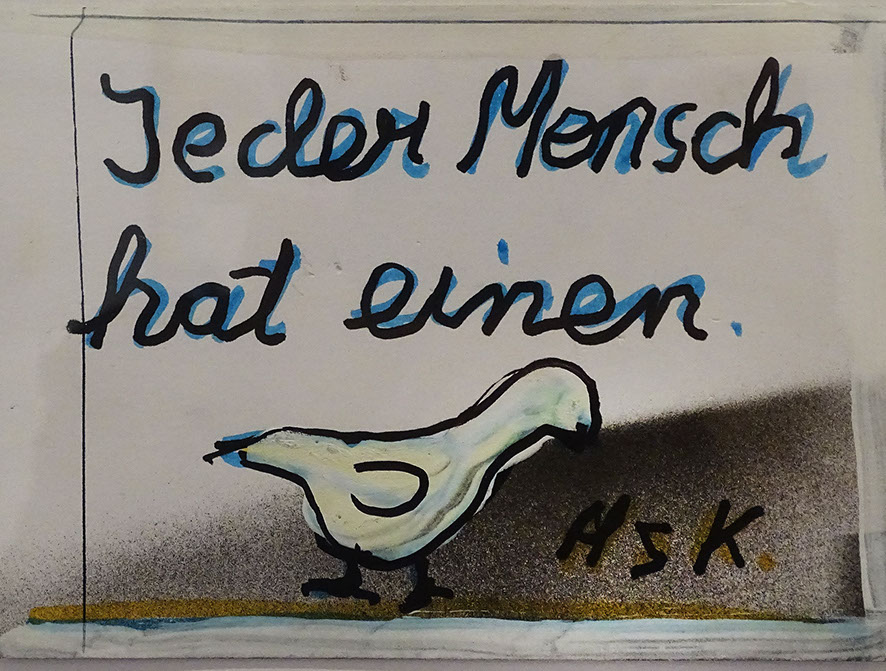 Jeder Mensch
hat einen.
HsK.